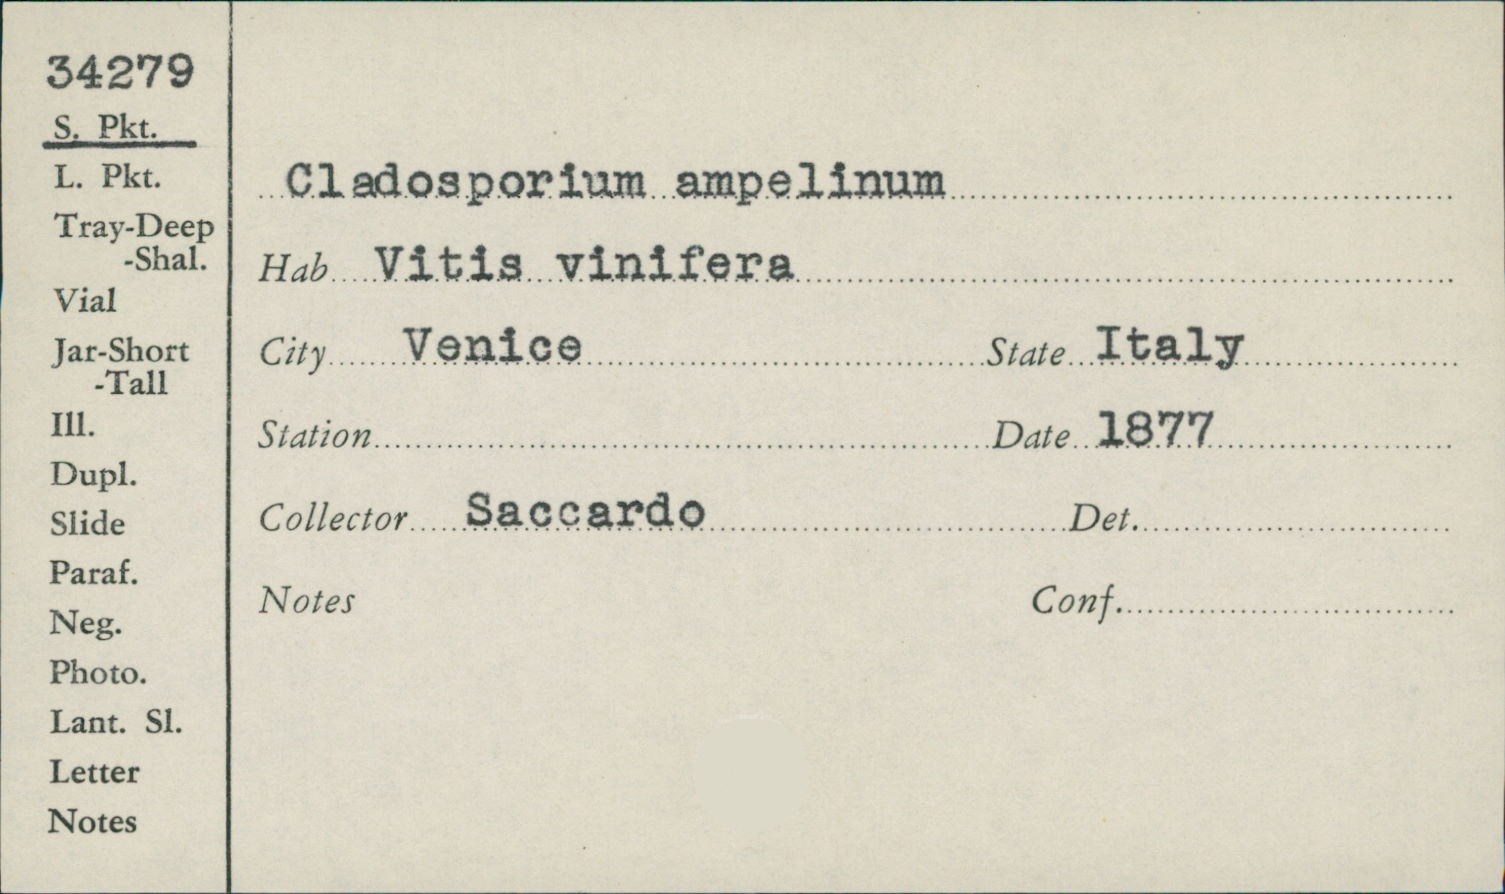 34279
S. Pkt.
L. Pkt.
Tray-Deep
-Shal.
Vial
Jar-Short
-Tall
Ill.
Dupl.
Slide
Paraf.
Neg.
Photo.
Lant. Sl.
Letter
Notes
Cladosporium ampelinum
Hab Vitis vinifera
City Venice State Italy
Station Date 1877
Collector Saccardo Det.
Notes Conf.